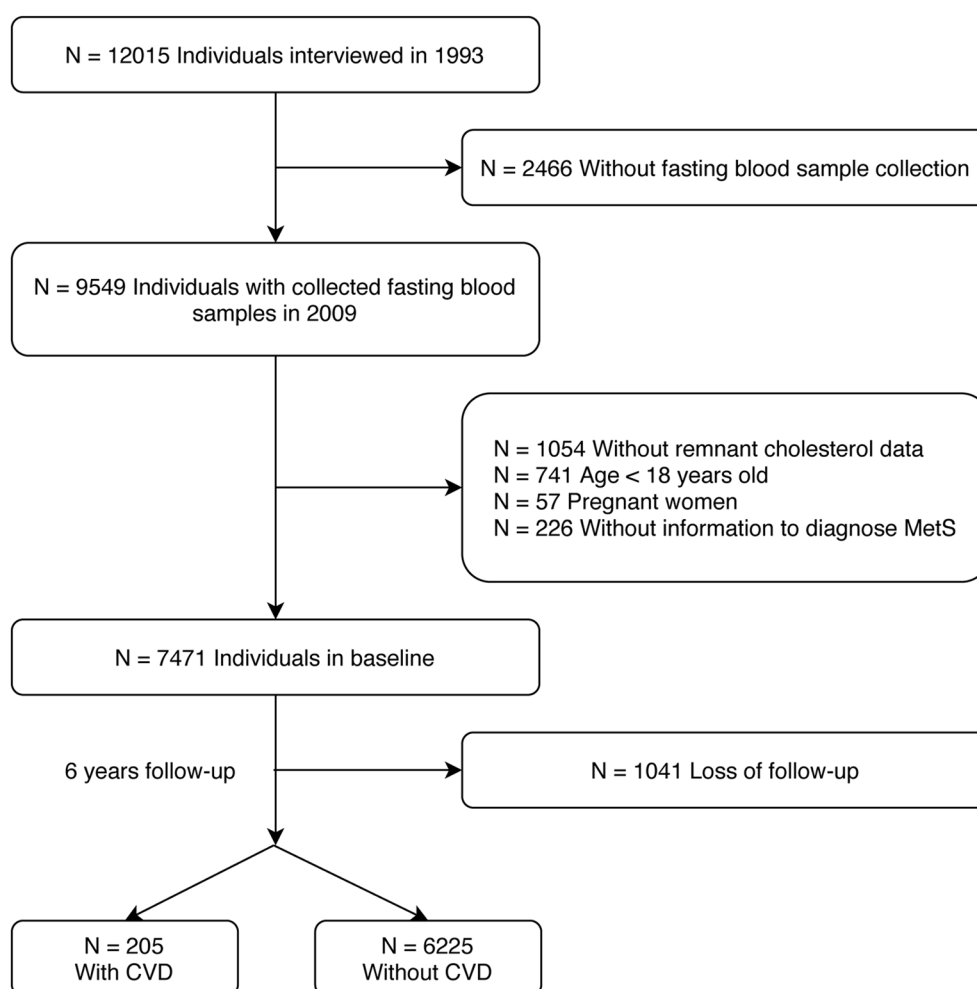 N = 12015 Individuals interviewed in 1993
N = 2466 Without fasting blood sample collection
N = 9549 Individuals with collected fasting blood
samples in 2009
N = 1054 Without remnant cholesterol data
N = 741 Age < 18 years old
N = 57 Pregnant women
N = 226 Without information to diagnose MetS
N = 7471 Individuals in baseline
6 years follow-up
N = 1041 Loss of follow-up
N = 205
With CVD
N = 6225
Without CVD